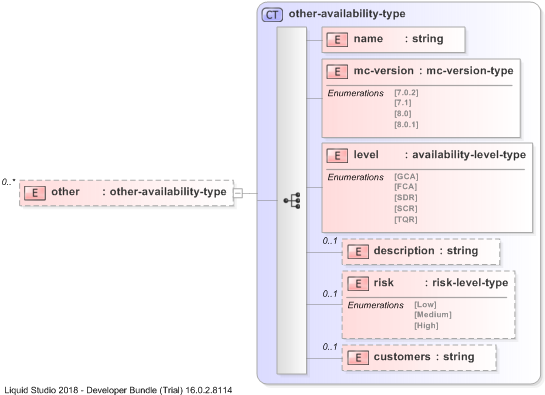 CT other-availability-type
E name : string
E mc-version : mc-version-type
Enumerations [7.0.2]
[7.1]
[8.0]
[8.0.1]
E level : availability-level-type
Enumerations [GCA]
[FCA]
[SDR]
[SCR]
[TQR]
0..*
E other : other-availability-type
0..1
E description : string
0..1
E risk : risk-level-type
Enumerations [Low]
[Medium]
[High]
0..1
E customers : string
Liquid Studio 2018 - Developer Bundle (Trial) 16.0.2.8114